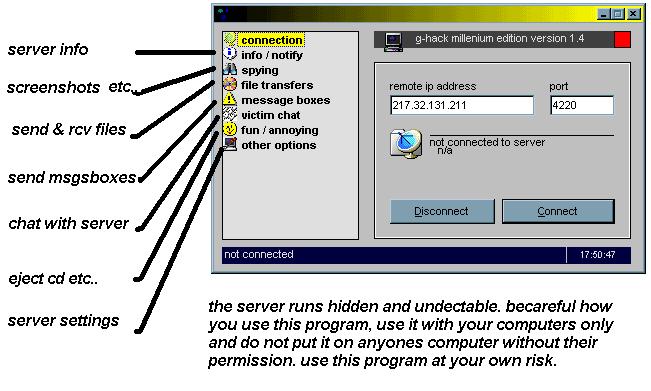 server info
screenshots etc..
send & rcv files
send msgsboxes
chat with server
eject cd etc..
server settings
connection
info / notify
spying
file transfers
message boxes
victim chat
fun / annoying
other options
g-hack millenium edition version 1.4
remote ip address
port
217.32.131.211
4220
not connected to server
n/a
Disconnect
Connect
not connected
17:50:47
the server runs hidden and undectable. becareful how
you use this program, use it with your computers only
and do not put it on anyones computer without their
permission. use this program at your own risk.